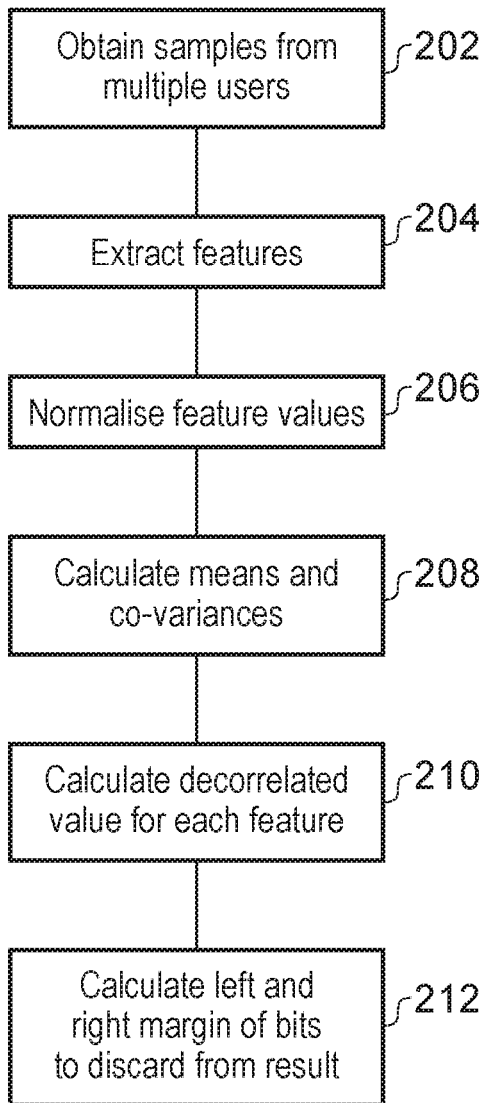 Obtain samples from
multiple users
202
Extract features
204
Normalise feature values
206
Calculate means and
co-variances
208
Calculate decorrelated
value for each feature
210
Calculate left and
right margin of bits
to discard from result
212